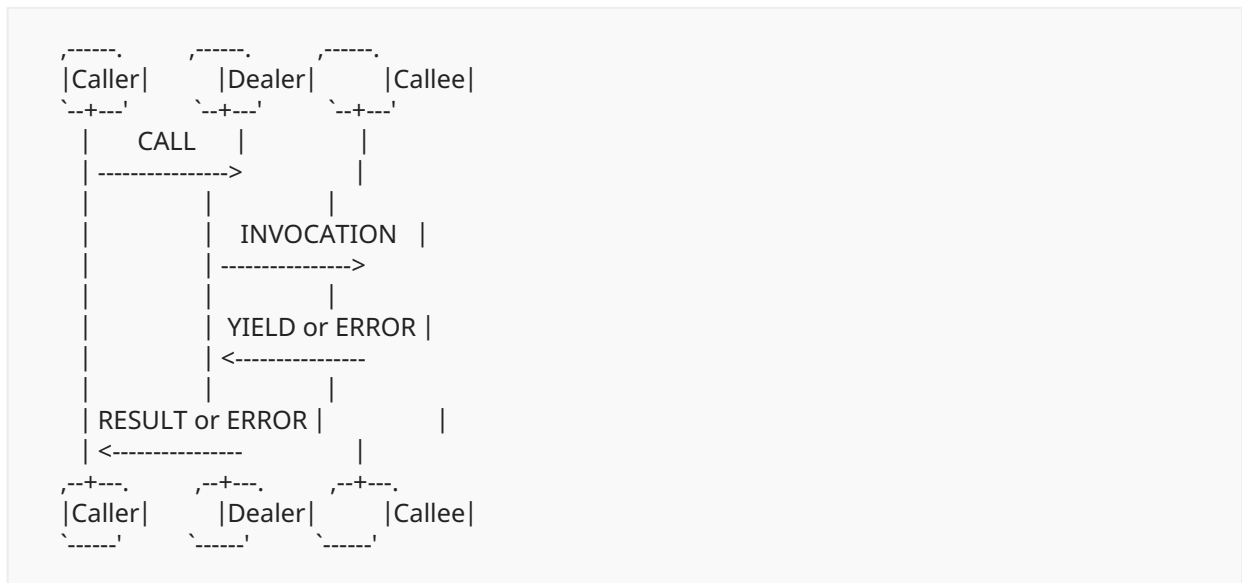 ,------.          ,------.          ,------.
|Caller|          |Dealer|          |Callee|
`--+---'          `--+---'          `--+---'
   |       CALL      |                 |
   | ---------------->                 |
   |                 |                 |
   |                 |    INVOCATION   |
   |                 | ---------------->
   |                 |                 |
   |                 |  YIELD or ERROR |
   |                 | <----------------
   |                 |                 |
   | RESULT or ERROR |                 |
   | <----------------                 |
,--+---.          ,--+---.          ,--+---.
|Caller|          |Dealer|          |Callee|
`------'          `------'          `------'